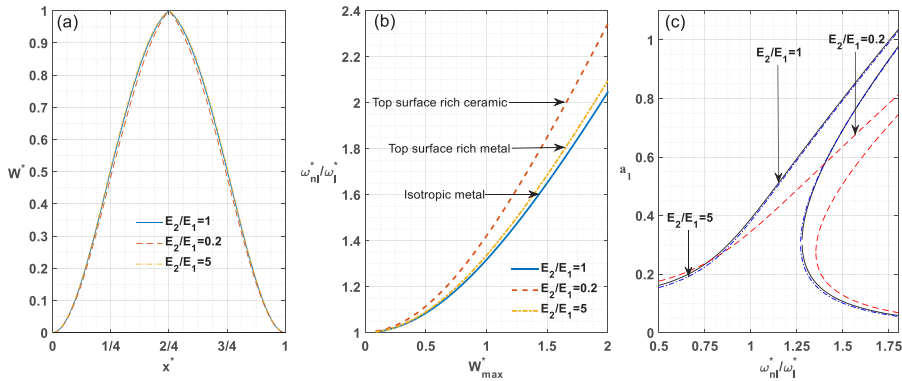 (a)
1
0.9
0.8
0.7
0.6
0.5
0.4
0.3
0.2
0.1
0
W*
E2/E1=1
E2/E1=0.2
E2/E1=5
0 1/4 2/4 3/4 1
x*
(b)
2.4
2.2
2
1.8
1.6
1.4
1.2
1
ω*nl/ω*l
Top surface rich ceramic
Top surface rich metal
Isotropic metal
E2/E1=1
E2/E1=0.2
E2/E1=5
0 0.5 1 1.5 2
W*max
(c)
1
0.8
0.6
0.4
0.2
0
a1
E2/E1=0.2
E2/E1=1
E2/E1=5
0.5 0.75 1 1.25 1.5 1.75
ω*nl/ω*l